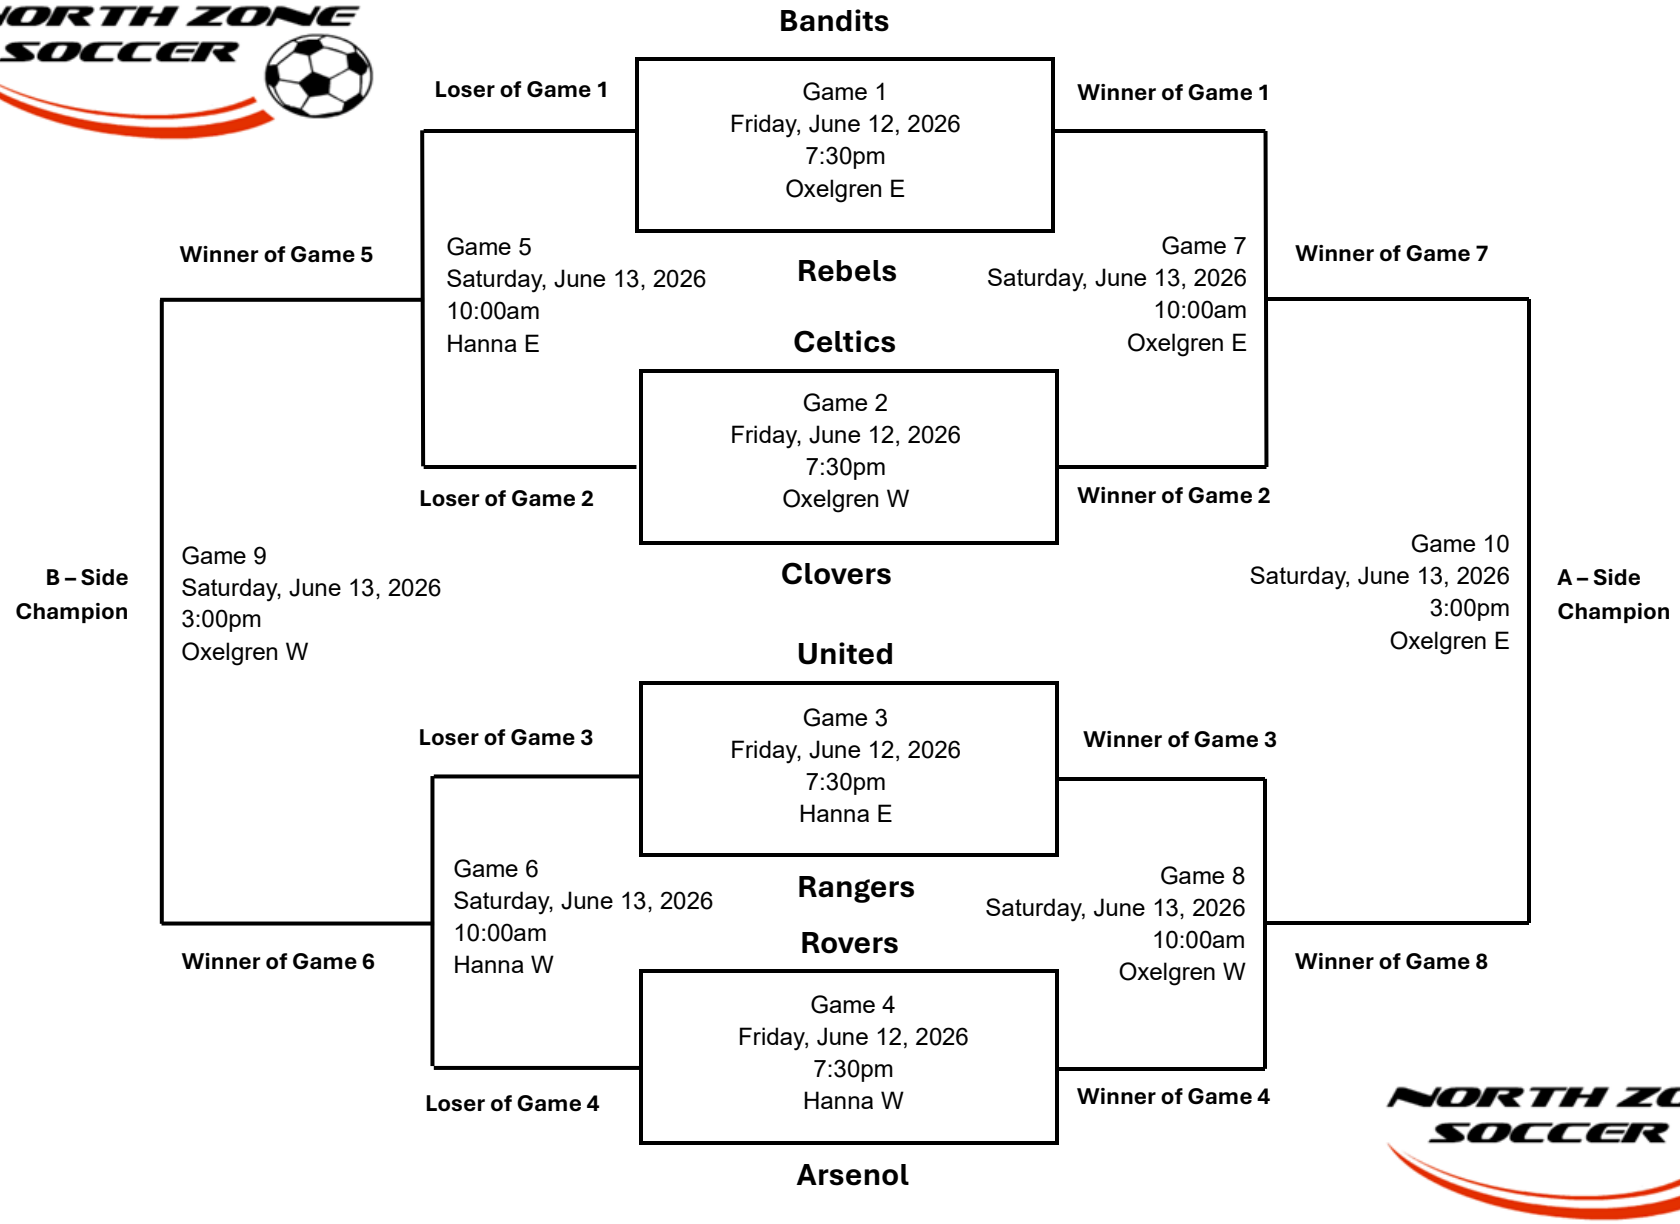 NORTH ZONE
SOCCER
Bandits
Loser of Game 1
Game 1
Friday, June 12, 2026
7:30pm
Oxelgren E
Winner of Game 1
Winner of Game 5
Game 5
Saturday, June 13, 2026
10:00am
Hanna E
Rebels
Game 7
Saturday, June 13, 2026
10:00am
Oxelgren E
Winner of Game 7
Celtics
Game 2
Friday, June 12, 2026
7:30pm
Oxelgren W
Loser of Game 2
Winner of Game 2
Clovers
B – Side
Champion
Game 9
Saturday, June 13, 2026
3:00pm
Oxelgren W
Game 10
Saturday, June 13, 2026
3:00pm
Oxelgren E
A – Side
Champion
United
Loser of Game 3
Game 3
Friday, June 12, 2026
7:30pm
Hanna E
Winner of Game 3
Game 6
Saturday, June 13, 2026
10:00am
Hanna W
Rangers
Game 8
Saturday, June 13, 2026
10:00am
Oxelgren W
Winner of Game 6
Rovers
Winner of Game 8
Game 4
Friday, June 12, 2026
7:30pm
Hanna W
Loser of Game 4
Winner of Game 4
Arsenol
NORTH ZO
SOCCER